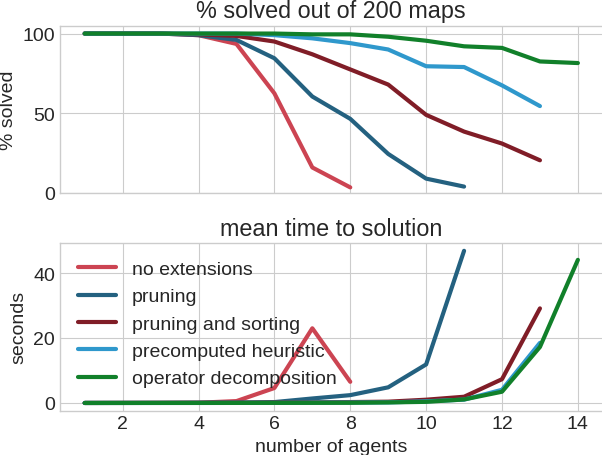 % solved out of 200 maps
100
50
0
% solved
mean time to solution
40
20
0
seconds
no extensions
pruning
pruning and sorting
precomputed heuristic
operator decomposition
2 4 6 8 10 12 14
number of agents